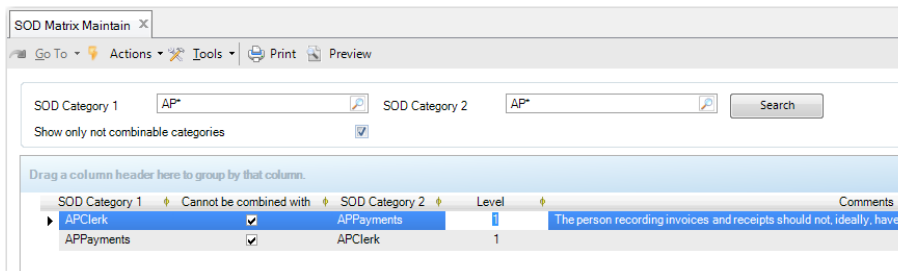 SOD Matrix Maintain
Go To Actions Tools Print Preview
SOD Category 1 AP* SOD Category 2 AP* Search
Show only not combinable categories
Drag a column header here to group by that column.
SOD Category 1 Cannot be combined with SOD Category 2 Level Comments
APClerk APPayments 1 The person recording invoices and receipts should not, ideally, have
APPayments APClerk 1